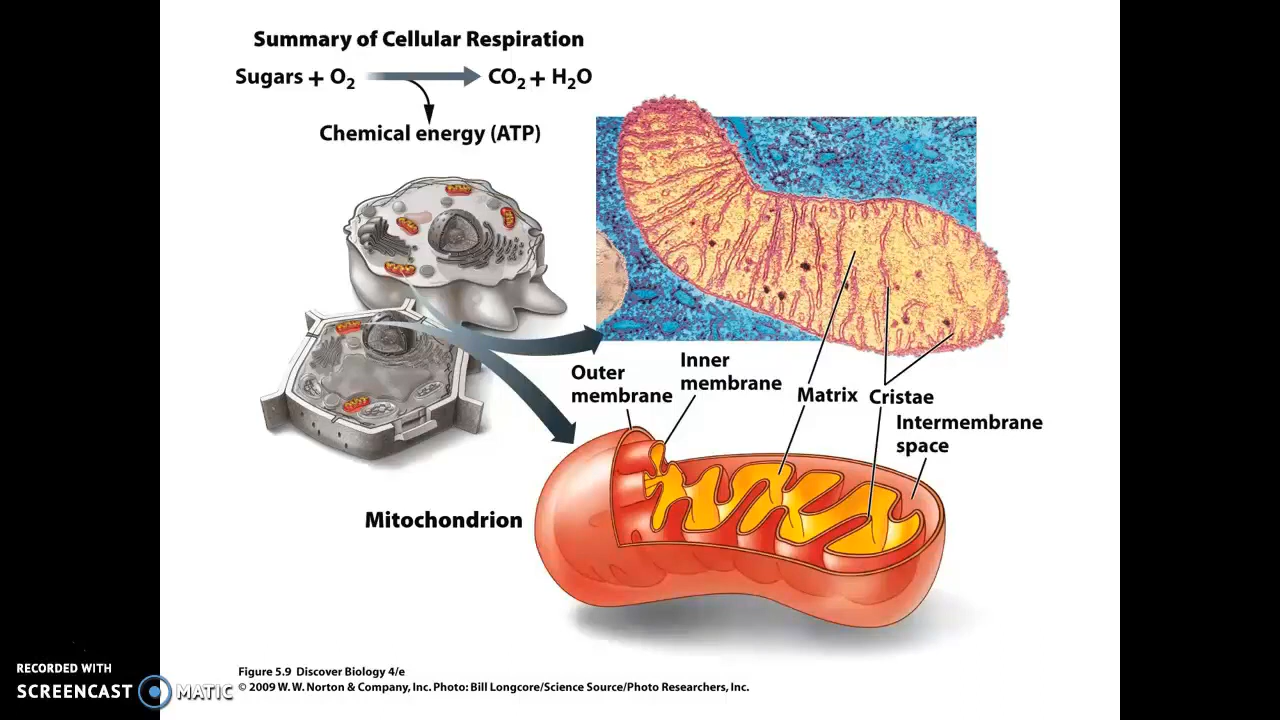 Summary of Cellular Respiration
Sugars + O₂ CO₂ + H₂O
Chemical energy (ATP)
Outer
membrane
Inner
membrane
Matrix
Cristae
Intermembrane
space
Mitochondrion
Figure 5.9 Discover Biology 4/e
© 2009 W. W. Norton & Company, Inc. Photo: Bill Longcore/Science Source/Photo Researchers, Inc.
RECORDED WITH
SCREENCAST MATIC